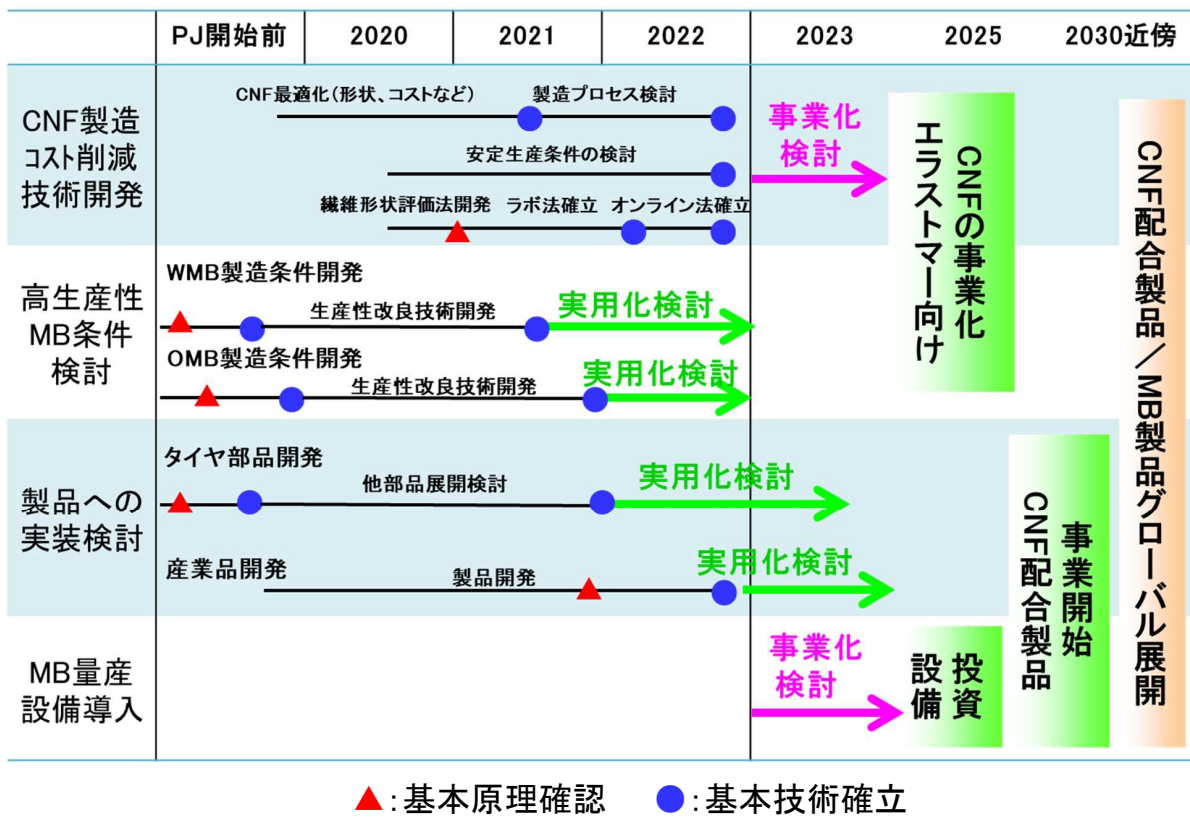 PJ開始前 2020 2021 2022 2023 2025 2030近傍
CNF製造
コスト削減
技術開発
CNF最適化(形状、コストなど) 製造プロセス検討
安定生産条件の検討
繊維形状評価法開発 ラボ法確立 オンライン法確立
事業化
検討
高生産性
MB条件
検討
WMB製造条件開発
生産性改良技術開発
実用化検討
OMB製造条件開発
生産性改良技術開発
実用化検討
製品への
実装検討
タイヤ部品開発
他部品展開検討
実用化検討
産業品開発
製品開発
実用化検討
MB量産
設備導入
事業化
検討
エラストマー向け
CNFの事業化
設備
投資
CNF配合製品
事業開始
CNF配合製品/MB製品グローバル展開
▲:基本原理確認 ●:基本技術確立